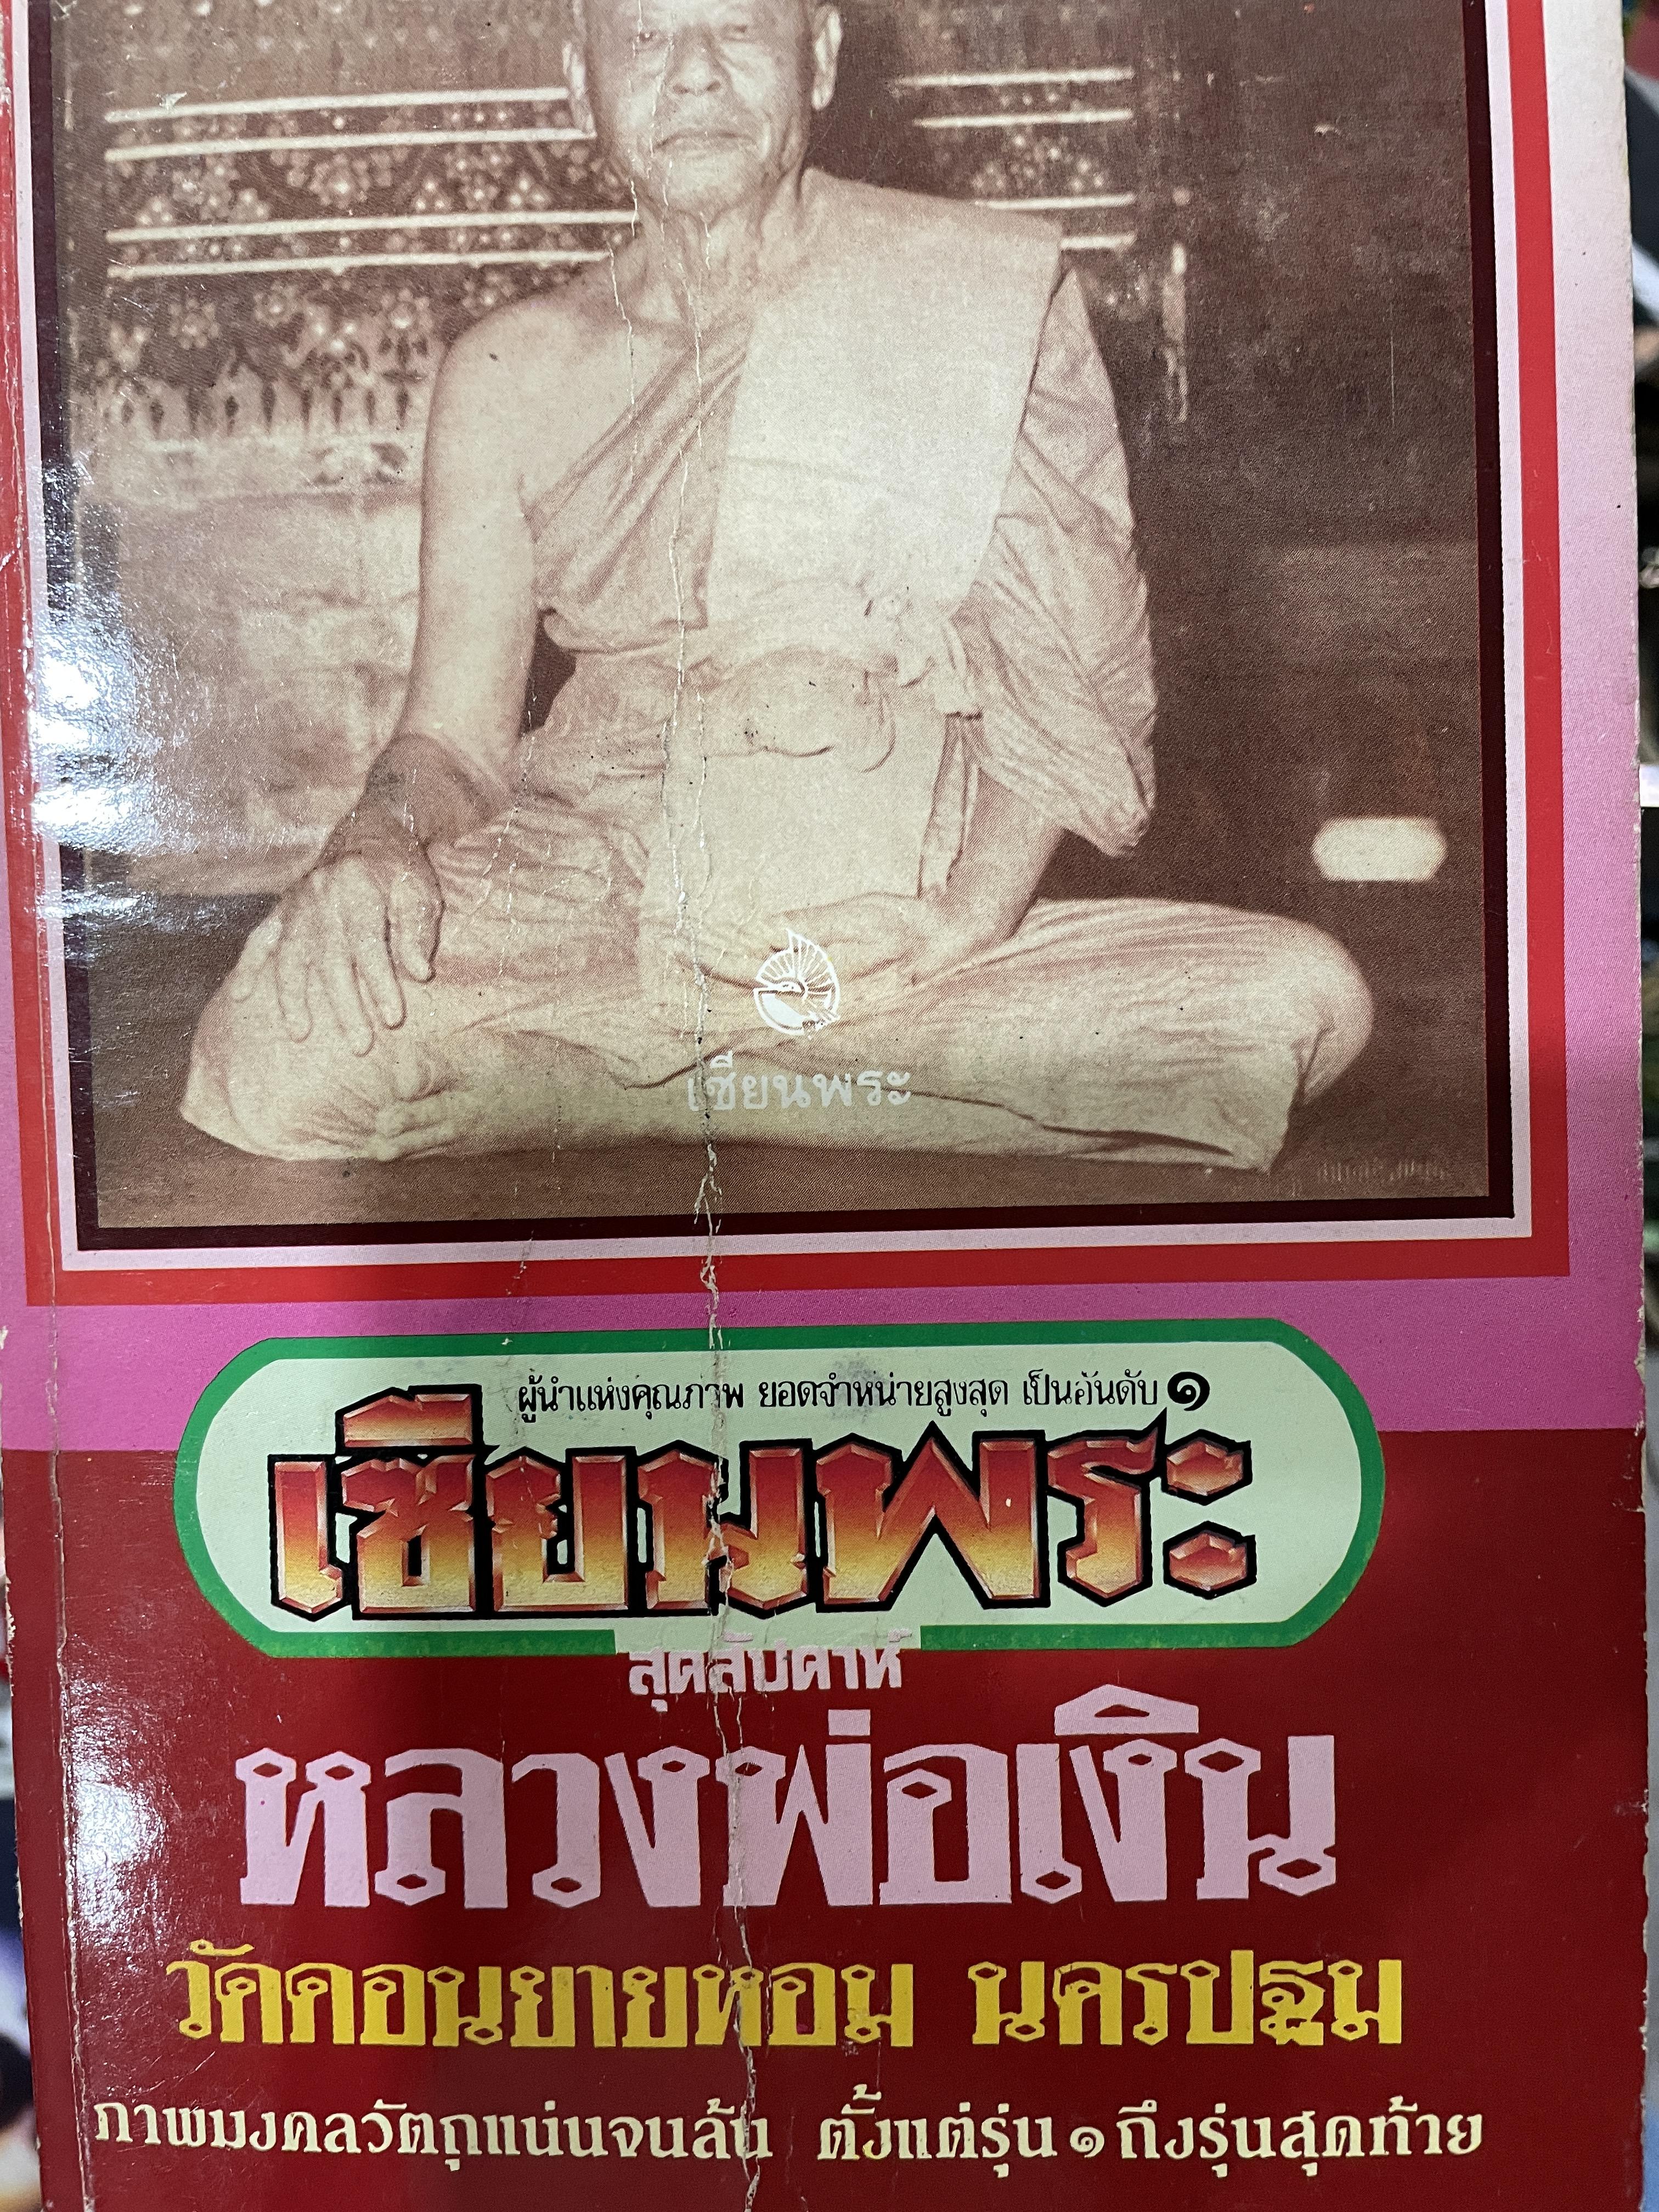 เซียนพระ
ผู้นำแห่งคุณภาพ ยอดจำหน่ายสูงสุด เป็นอันดับ ๑
เซียนพระ
สุดสัปดาห์
หลวงพ่อเงิน
วัดดอนยายหอม นครปฐม
ภาพมงคลวัตถุแน่นจนล้น ตั้งแต่รุ่น ๑ ถึงรุ่นสุดท้าย